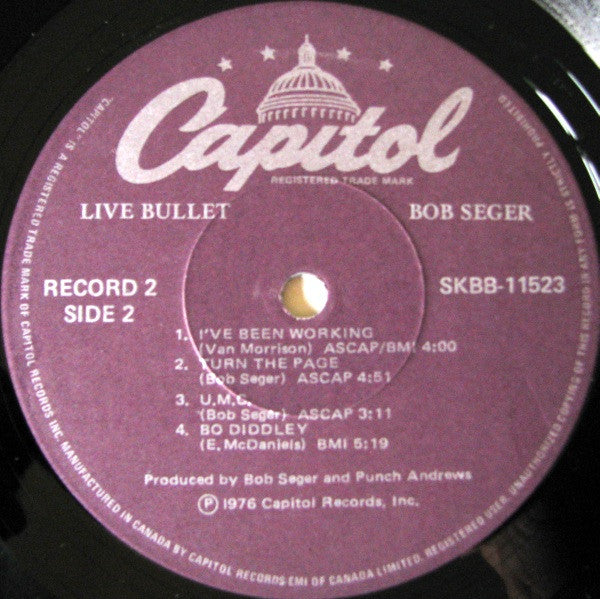 Capitol
REGISTERED TRADE MARK
LIVE BULLET
BOB SEGER
RECORD 2
SIDE 2
SKBB-11523
1. I'VE BEEN WORKING
(Van Morrison) ASCAP/BMI 4:00
2. TURN THE PAGE
(Bob Seger) ASCAP 4:51
3. U.M.C.
(Bob Seger) ASCAP 3:11
4. BO DIDDLEY
(E. McDaniels) BMI 5:19
Produced by Bob Seger and Punch Andrews
Ⓟ 1976 Capitol Records, Inc.
"CAPITOL" IS A REGISTERED TRADE MARK OF CAPITOL RECORDS INC. MANUFACTURED IN CANADA BY CAPITOL RECORDS-EMI OF CANADA LIMITED. REGISTERED USER. UNAUTHORIZED COPYING OF THIS RECORD IN ANY FORM IS STRICTLY PROHIBITED